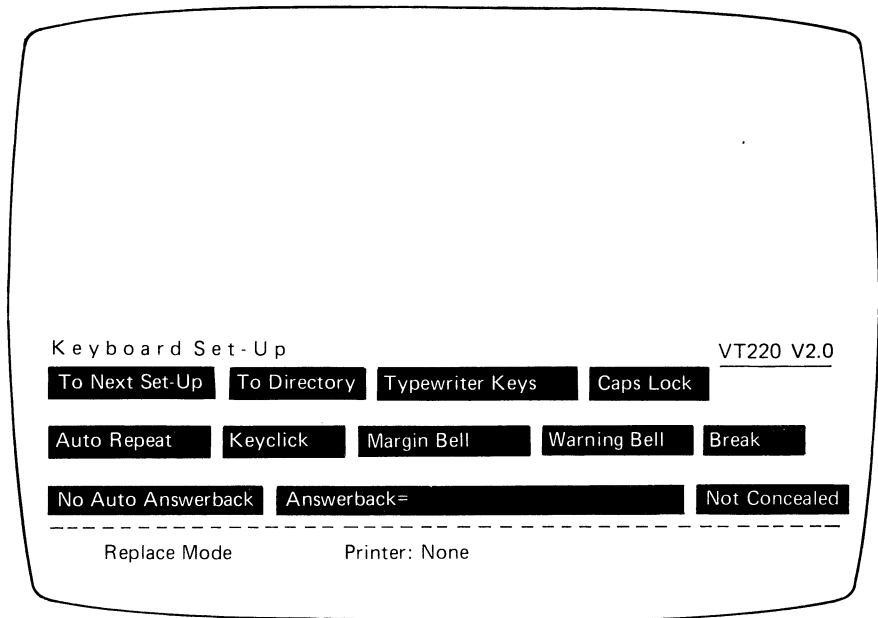 Keyboard Set-Up VT220 V2.0
To Next Set-Up To Directory Typewriter Keys Caps Lock
Auto Repeat Keyclick Margin Bell Warning Bell Break
No Auto Answerback Answerback= Not Concealed
Replace Mode Printer: None